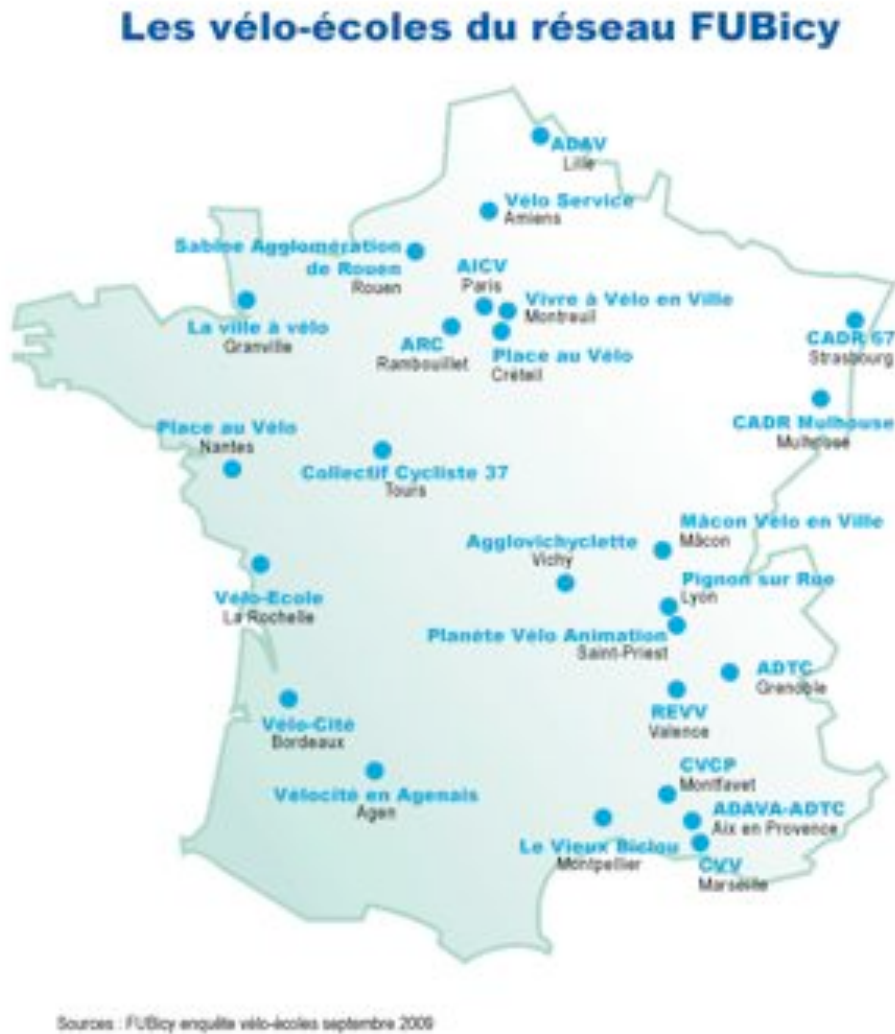 Les vélo-écoles du réseau FUBicy
ADAV
Lille
Vélo Service
Amiens
Sabine Agglomération
de Rouen
Rouen
AICV
Paris
Vivre à Vélo en Ville
Montreuil
La ville à vélo
Granville
ARC
Rambouillet
Place au Vélo
Créteil
CADR 67
Strasbourg
CADR Mulhouse
Mulhouse
Place au Vélo
Nantes
Collectif Cycliste 37
Tours
Mâcon Vélo en Ville
Mâcon
Agglovichyclette
Vichy
Pignon sur Rue
Lyon
Vélo-Ecole
La Rochelle
Planète Vélo Animation
Saint-Priest
ADTC
Grenoble
REVV
Valence
Vélo-Cité
Bordeaux
CVCP
Montfavet
Vélocité en Agenais
Agen
ADAVA-ADTC
Aix en Provence
Le Vieux Biclou
Montpellier
CVV
Marseille
Sources : FUBicy enquête vélo-écoles septembre 2009